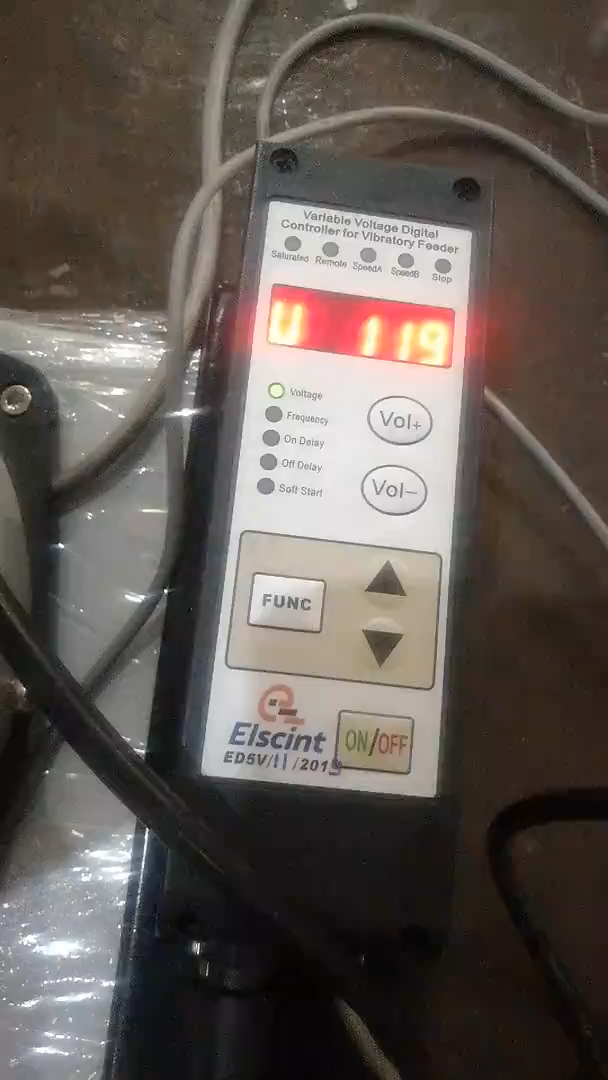 Variable Voltage Digital
Controller for Vibratory Feeder
Saturated Remote SpeedA SpeedB Stop
U 119
Voltage
Frequency
On Delay
Off Delay
Soft Start
Vol+
Vol−
FUNC
Elscint
ON/OFF
ED5V/11/2019